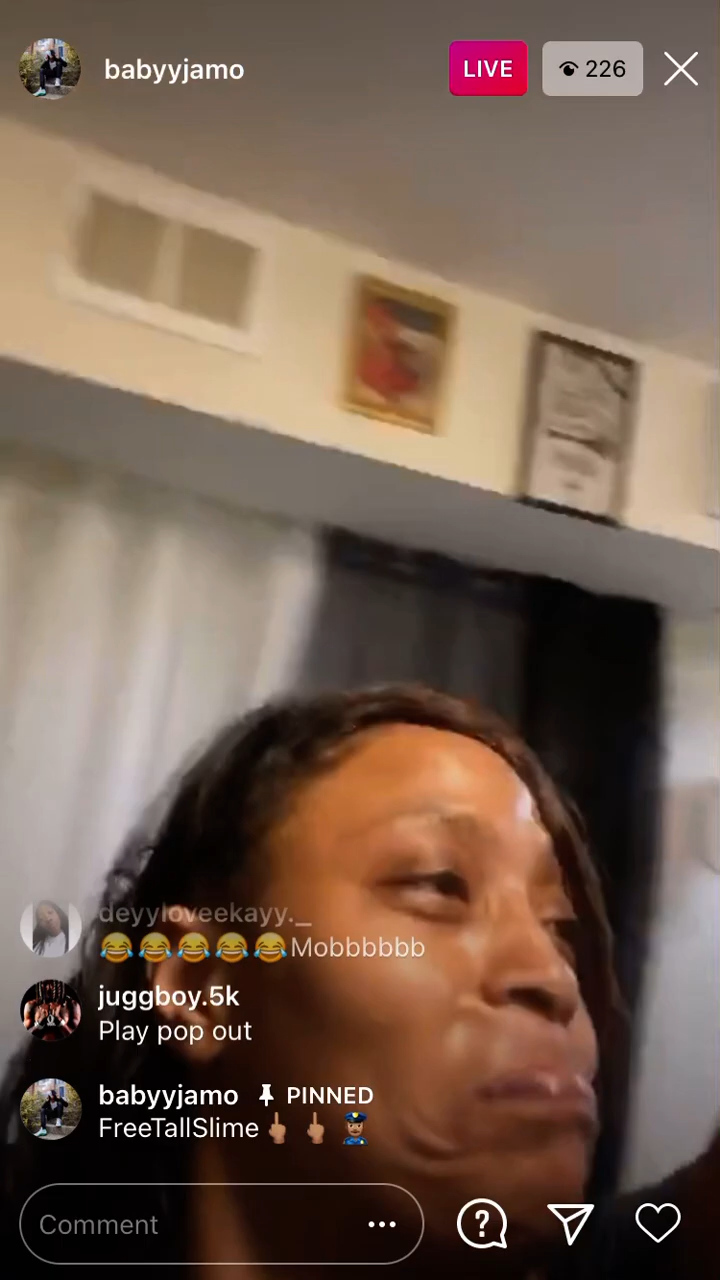 babyyjamo
LIVE
226
deyyloveekayy._
😂😂😂😂😂Mobbbbbb
juggboy.5k
Play pop out
babyyjamo PINNED
FreeTallSlime🖕🏼🖕🏼👮🏽‍♂️
Comment